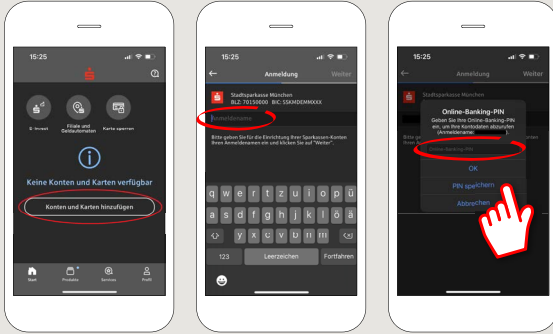 15:25
S-Invest
Filiale und
Geldautomaten
Karte sperren
Keine Konten und Karten verfügbar
Konten und Karten hinzufügen
Start
Produkte
Services
Profil
15:25
Anmeldung
Weiter
Stadtsparkasse München
BLZ: 70150000 BIC: SSKMDEMMXXX
Anmeldename
Bitte geben Sie für die Einrichtung Ihrer Sparkassen-Konten
Ihren Anmeldenamen ein und klicken Sie auf "Weiter".
q w e r t z u i o p ü
a s d f g h j k l ö ä
y x c v b n m
123
Leerzeichen
Fortfahren
15:25
Anmeldung
Weiter
Stadtsparkasse München
Online-Banking-PIN
Geben Sie Ihre Online-Banking-PIN
ein, um Ihre Kontodaten abzurufen
(Anmeldename:
Online-Banking-PIN
OK
PIN speichern
Abbrechen